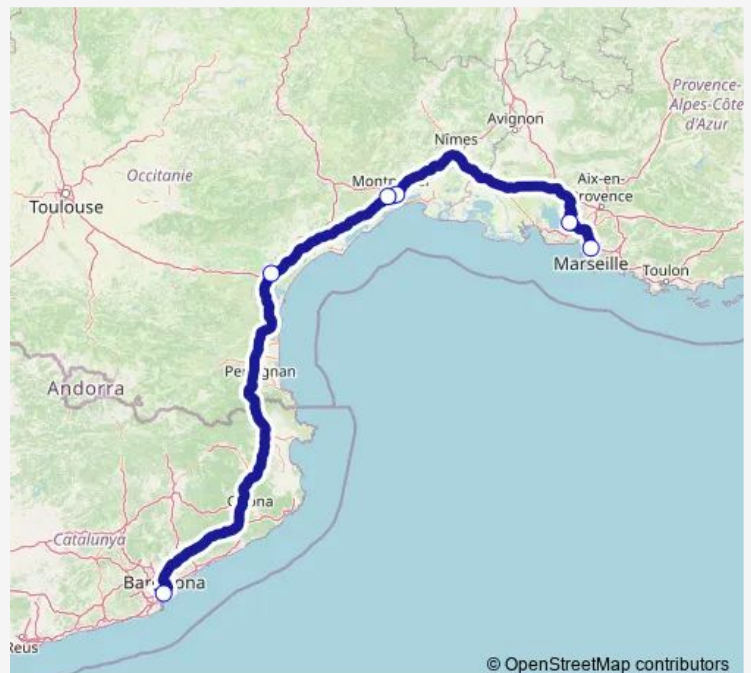 Provence-
Alpes-Côte
d'Azur
Avignon
Nîmes
Occitanie
Aix-en-
Provence
Toulouse
Marseille
Toulon
Andorra
Catalunya
Reus
© OpenStreetMap contributors